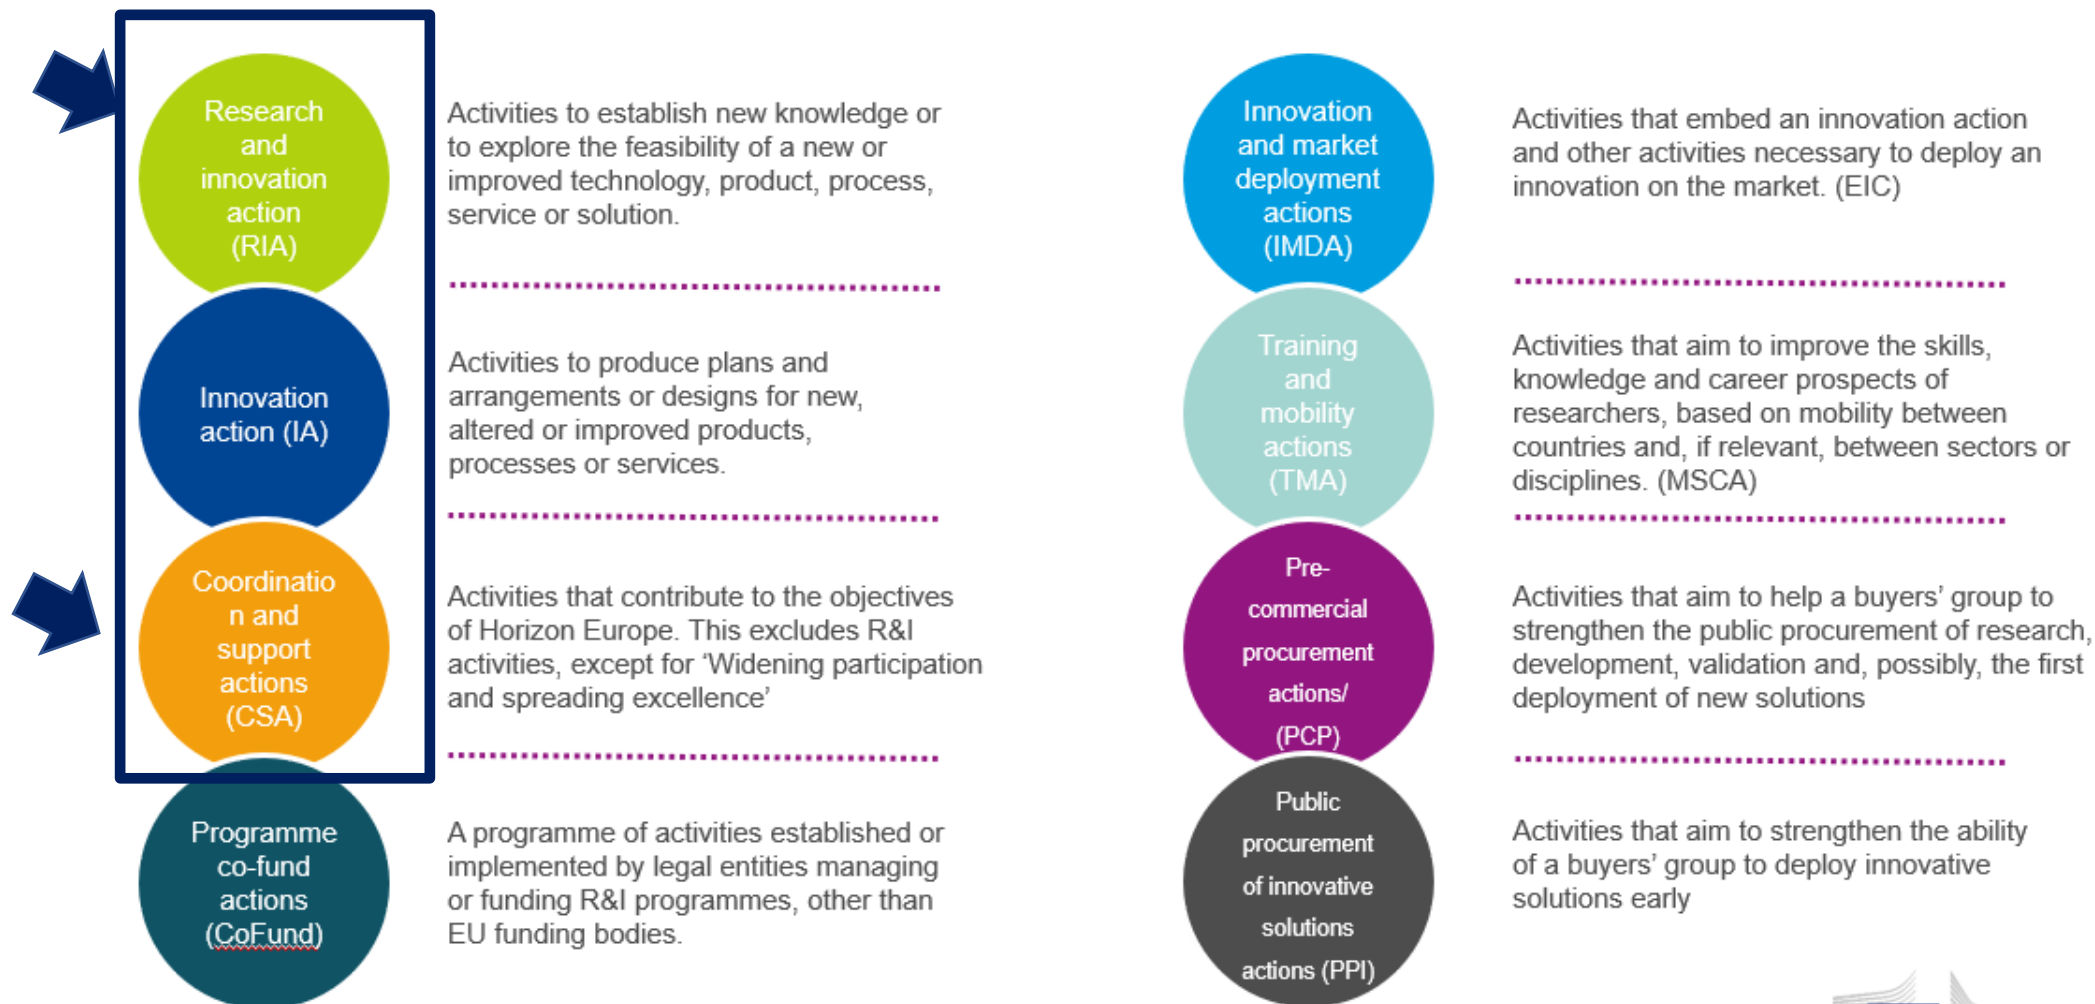 Research
and
innovation
action
(RIA)
Activities to establish new knowledge or
to explore the feasibility of a new or
improved technology, product, process,
service or solution.
Innovation
action (IA)
Activities to produce plans and
arrangements or designs for new,
altered or improved products,
processes or services.
Coordinatio
n and
support
actions
(CSA)
Activities that contribute to the objectives
of Horizon Europe. This excludes R&I
activities, except for ‘Widening participation
and spreading excellence’
Programme
co-fund
actions
(CoFund)
A programme of activities established or
implemented by legal entities managing
or funding R&I programmes, other than
EU funding bodies.
Innovation
and market
deployment
actions
(IMDA)
Activities that embed an innovation action
and other activities necessary to deploy an
innovation on the market. (EIC)
Training
and
mobility
actions
(TMA)
Activities that aim to improve the skills,
knowledge and career prospects of
researchers, based on mobility between
countries and, if relevant, between sectors or
disciplines. (MSCA)
Pre-
commercial
procurement
actions/
(PCP)
Activities that aim to help a buyers’ group to
strengthen the public procurement of research,
development, validation and, possibly, the first
deployment of new solutions
Public
procurement
of innovative
solutions
actions (PPI)
Activities that aim to strengthen the ability
of a buyers’ group to deploy innovative
solutions early